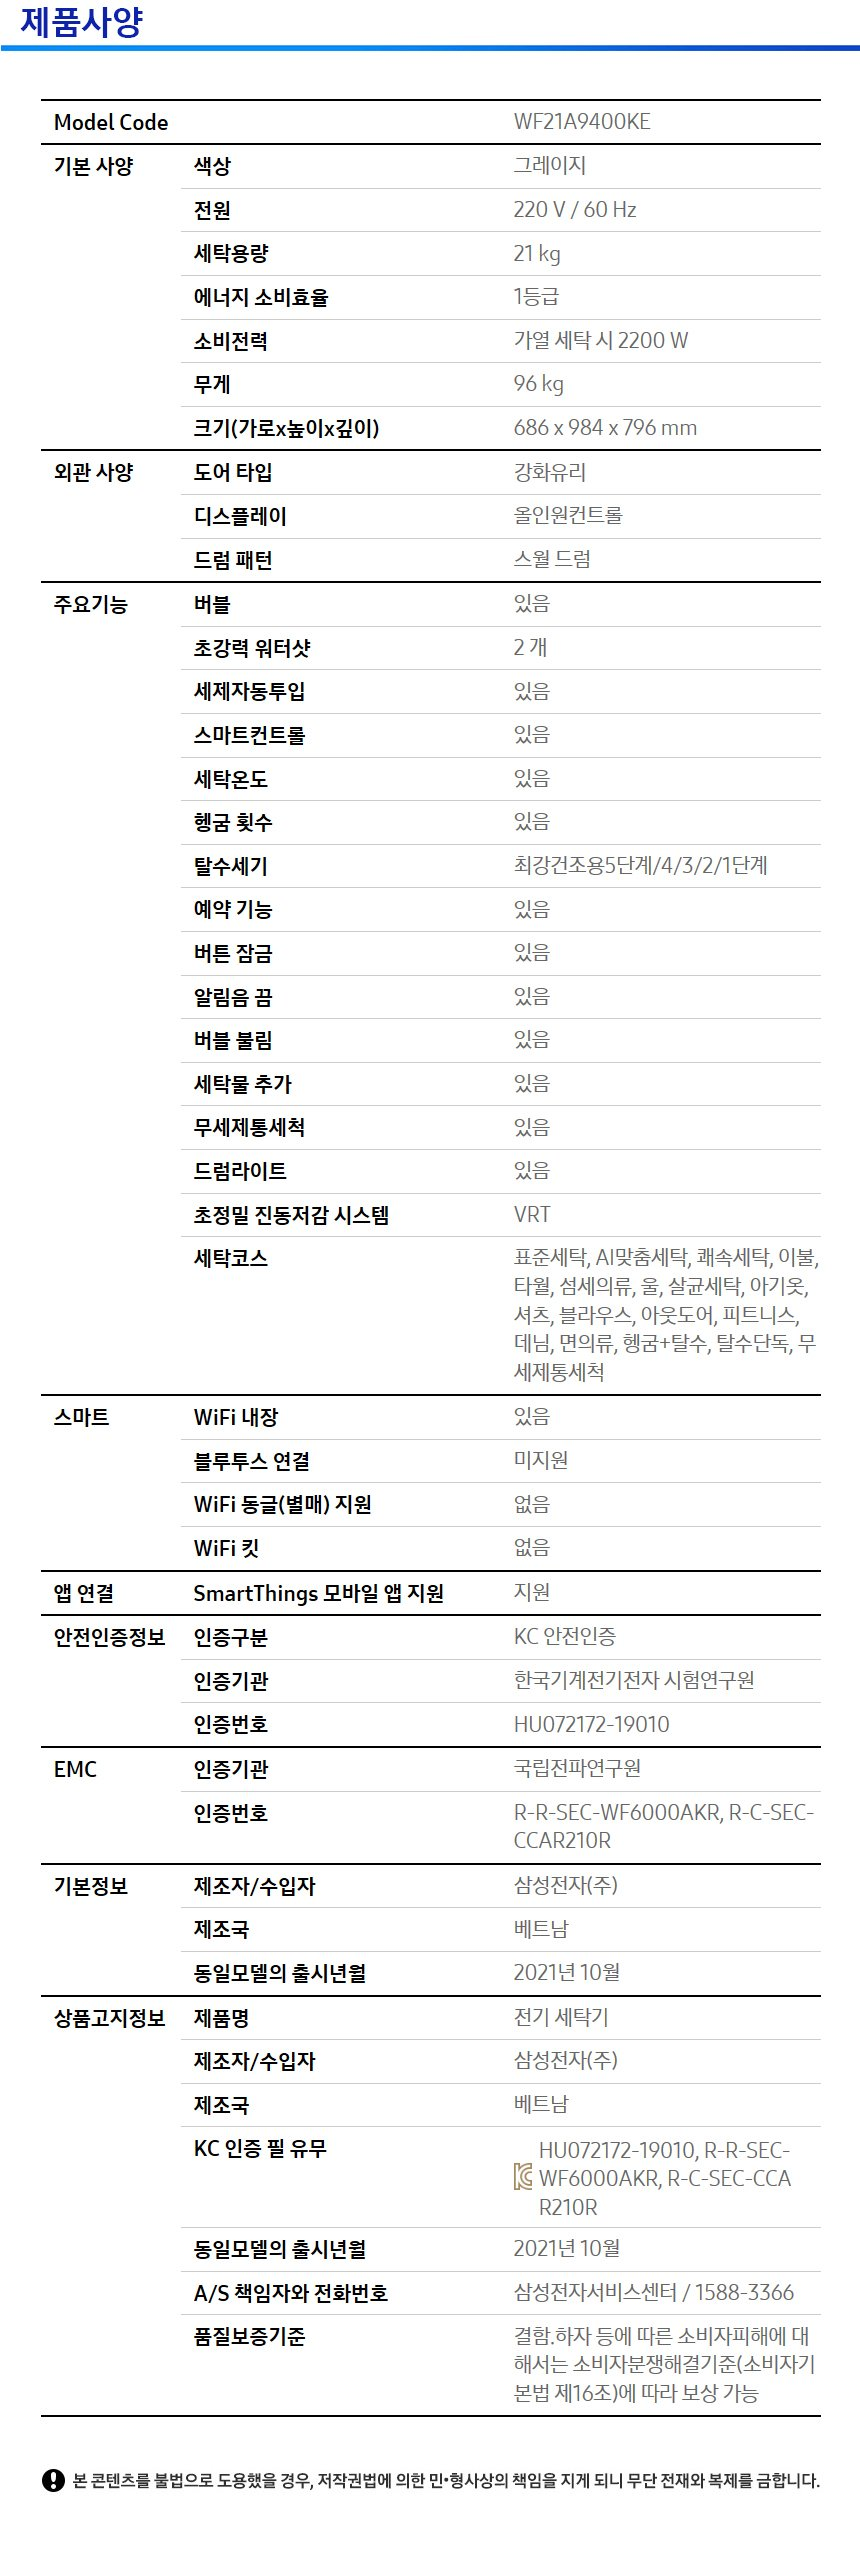 제품사양
Model Code WF21A9400KE
기본 사양 색상 그레이지
전원 220 V / 60 Hz
세탁용량 21 kg
에너지 소비효율 1등급
소비전력 가열 세탁 시 2200 W
무게 96 kg
크기(가로x높이x깊이) 686 x 984 x 796 mm
외관 사양 도어 타입 강화유리
디스플레이 올인원컨트롤
드럼 패턴 스월 드럼
주요기능 버블 있음
초강력 워터샷 2 개
세제자동투입 있음
스마트컨트롤 있음
세탁온도 있음
헹굼 횟수 있음
탈수세기 최강건조용5단계/4/3/2/1단계
예약 기능 있음
버튼 잠금 있음
알림음 끔 있음
버블 불림 있음
세탁물 추가 있음
무세제통세척 있음
드럼라이트 있음
초정밀 진동저감 시스템 VRT
세탁코스 표준세탁, AI맞춤세탁, 쾌속세탁, 이불,
타월, 섬세의류, 울, 살균세탁, 아기옷,
셔츠, 블라우스, 아웃도어, 피트니스,
데님, 면의류, 헹굼+탈수, 탈수단독, 무
세제통세척
스마트 WiFi 내장 있음
블루투스 연결 미지원
WiFi 동글(별매) 지원 없음
WiFi 킷 없음
앱 연결 SmartThings 모바일 앱 지원 지원
안전인증정보 인증구분 KC 안전인증
인증기관 한국기계전기전자 시험연구원
인증번호 HU072172-19010
EMC 인증기관 국립전파연구원
인증번호 R-R-SEC-WF6000AKR, R-C-SEC-
CCAR210R
기본정보 제조자/수입자 삼성전자(주)
제조국 베트남
동일모델의 출시년월 2021년 10월
상품고지정보 제품명 전기 세탁기
제조자/수입자 삼성전자(주)
제조국 베트남
KC 인증 필 유무 HU072172-19010, R-R-SEC-
WF6000AKR, R-C-SEC-CCA
R210R
동일모델의 출시년월 2021년 10월
A/S 책임자와 전화번호 삼성전자서비스센터 / 1588-3366
품질보증기준 결함.하자 등에 따른 소비자피해에 대
해서는 소비자분쟁해결기준(소비자기
본법 제16조)에 따라 보상 가능
본 콘텐츠를 불법으로 도용했을 경우, 저작권법에 의한 민•형사상의 책임을 지게 되니 무단 전재와 복제를 금합니다.